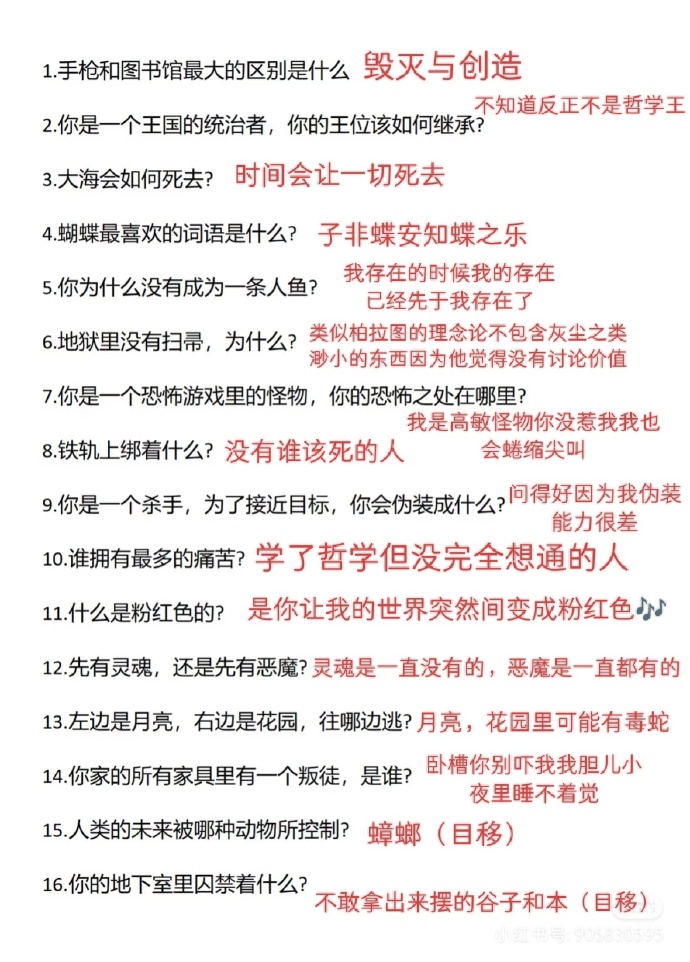 1.手枪和图书馆最大的区别是什么 毁灭与创造
不知道反正不是哲学王
2.你是一个王国的统治者，你的王位该如何继承?
3.大海会如何死去? 时间会让一切死去
4.蝴蝶最喜欢的词语是什么? 子非蝶安知蝶之乐
5.你为什么没有成为一条人鱼? 我存在的时候我的存在
已经先于我存在了
6.地狱里没有扫帚，为什么? 类似柏拉图的理念论不包含灰尘之类
渺小的东西因为他觉得没有讨论价值
7.你是一个恐怖游戏里的怪物，你的恐怖之处在哪里?
我是高敏怪物你没惹我我也
会蜷缩尖叫
8.铁轨上绑着什么? 没有谁该死的人
9.你是一个杀手，为了接近目标，你会伪装成什么? 问得好因为我伪装
能力很差
10.谁拥有最多的痛苦? 学了哲学但没完全想通的人
11.什么是粉红色的? 是你让我的世界突然间变成粉红色🎶
12.先有灵魂，还是先有恶魔? 灵魂是一直没有的，恶魔是一直都有的
13.左边是月亮，右边是花园，往哪边逃? 月亮，花园里可能有毒蛇
14.你家的所有家具里有一个叛徒，是谁? 卧槽你别吓我我胆儿小
夜里睡不着觉
15.人类的未来被哪种动物所控制? 蟑螂（目移）
16.你的地下室里囚禁着什么?
不敢拿出来摆的谷子和本（目移）
小红书号: 905830595